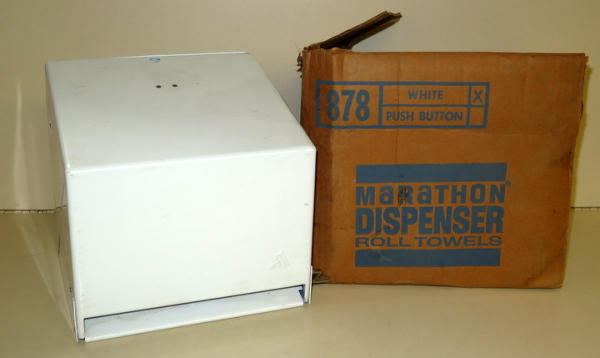 878
WHITE X
PUSH BUTTON
MARATHON®
DISPENSER
ROLL TOWELS